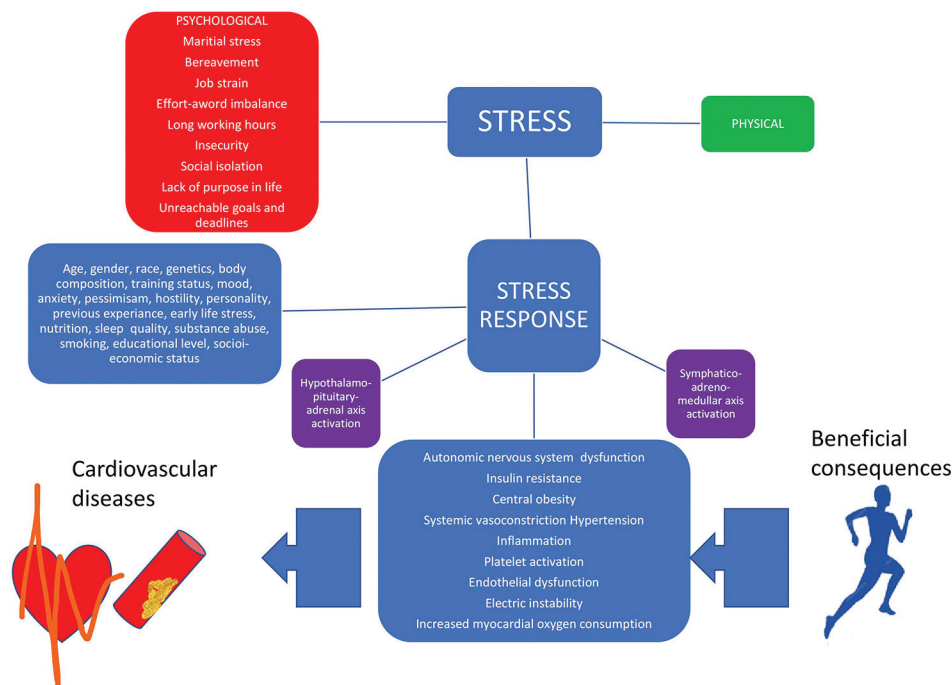 PSYCHOLOGICAL
Maritial stress
Bereavement
Job strain
Effort-aword imbalance
Long working hours
Insecurity
Social isolation
Lack of purpose in life
Unreachable goals and
deadlines
STRESS
PHYSICAL
Age, gender, race, genetics, body
composition, training status, mood,
anxiety, pessimisam, hostility, personality,
previous experiance, early life stress,
nutrition, sleep quality, substance abuse,
smoking, educational level, socioi-
economic status
STRESS
RESPONSE
Hypothalamo-
pituitary-
adrenal axis
activation
Symphatico-
adreno-
medullar axis
activation
Autonomic nervous system dysfunction
Insulin resistance
Central obesity
Systemic vasoconstriction Hypertension
Inflammation
Platelet activation
Endothelial dysfunction
Electric instability
Increased myocardial oxygen consumption
Cardiovascular
diseases
Beneficial
consequences